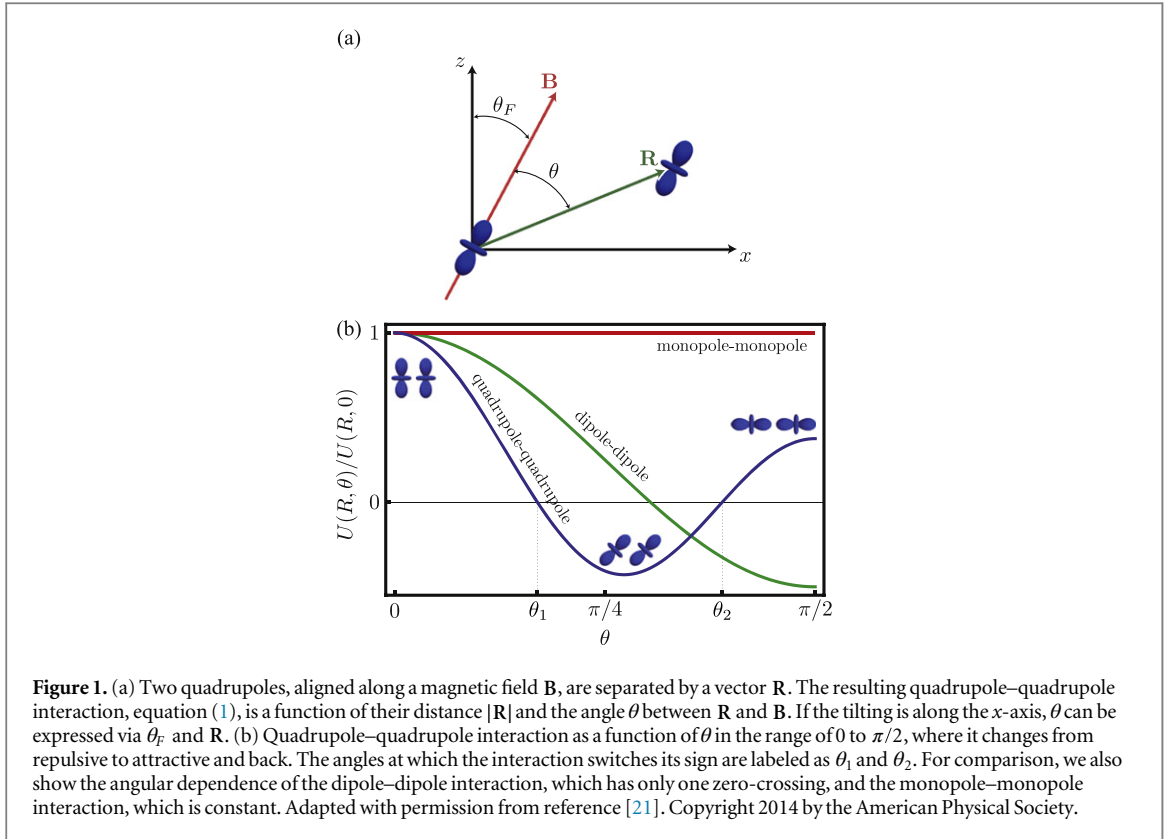 (a)
z
B
θ_F
θ
R
x
(b)
1
monopole-monopole
quadrupole-quadrupole
dipole-dipole
U(R, θ)/U(R, 0)
0
0
θ₁
π/4
θ₂
π/2
θ
Figure 1. (a) Two quadrupoles, aligned along a magnetic field B, are separated by a vector R. The resulting quadrupole–quadrupole
interaction, equation (1), is a function of their distance |R| and the angle θ between R and B. If the tilting is along the x-axis, θ can be
expressed via θ_F and R. (b) Quadrupole–quadrupole interaction as a function of θ in the range of 0 to π/2, where it changes from
repulsive to attractive and back. The angles at which the interaction switches its sign are labeled as θ₁ and θ₂. For comparison, we also
show the angular dependence of the dipole–dipole interaction, which has only one zero-crossing, and the monopole–monopole
interaction, which is constant. Adapted with permission from reference [21]. Copyright 2014 by the American Physical Society.